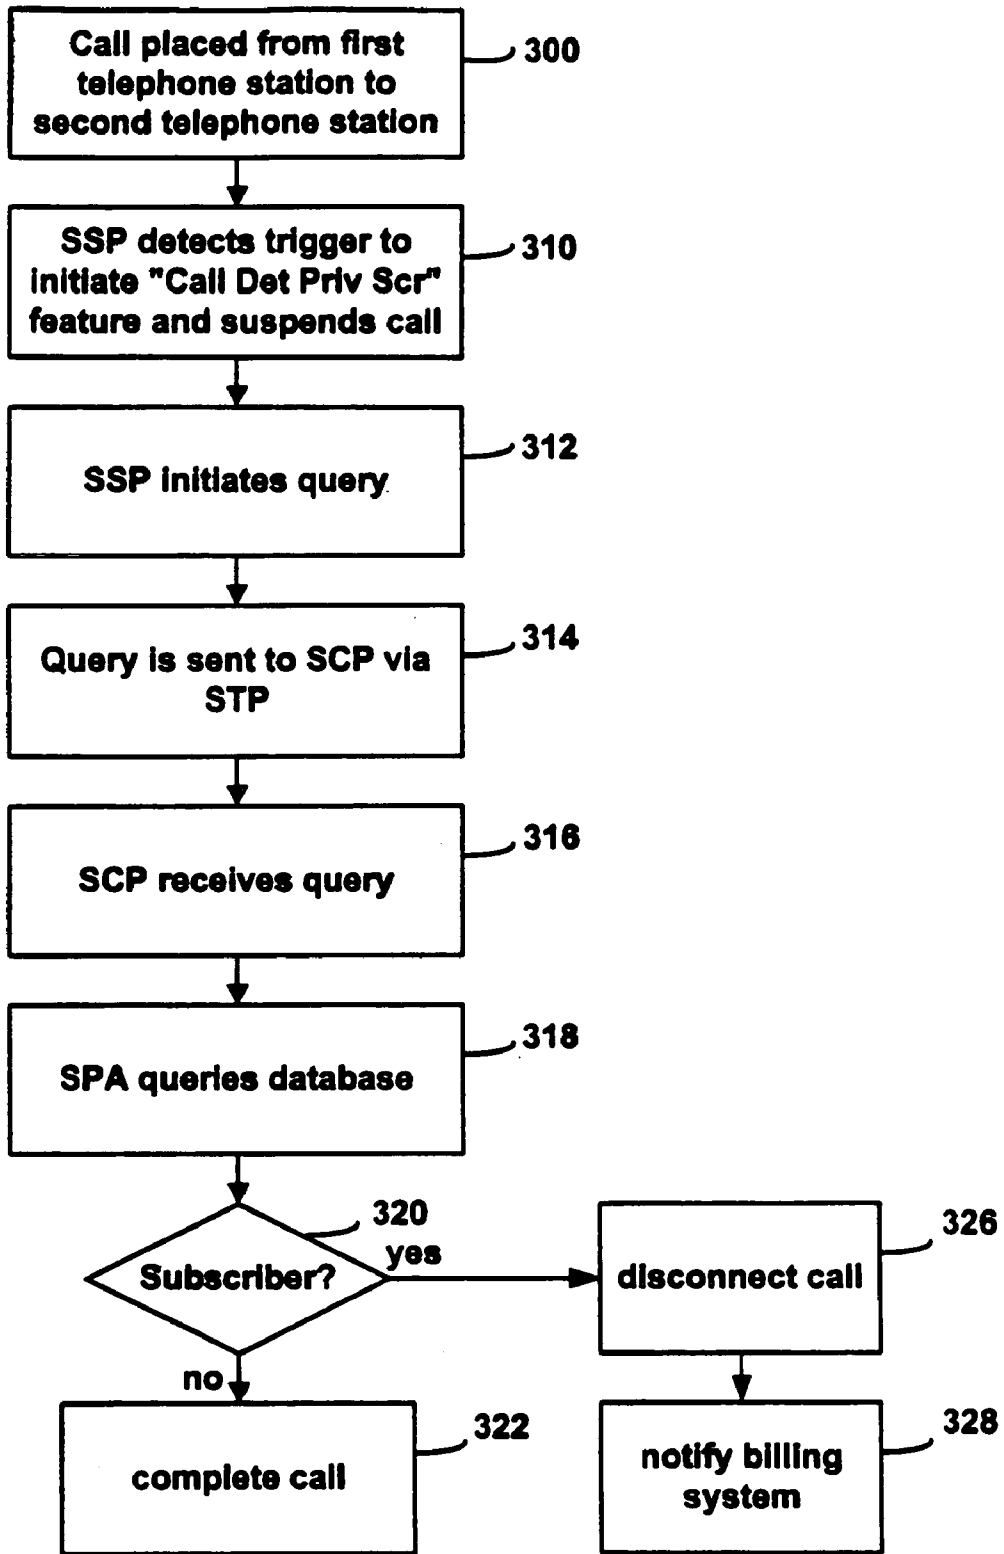 Call placed from first
telephone station to
second telephone station
300
SSP detects trigger to
initiate "Call Det Priv Scr"
feature and suspends call
310
SSP initiates query
312
Query is sent to SCP via
STP
314
SCP receives query
316
SPA queries database
318
Subscriber?
320
yes
disconnect call
326
no
complete call
322
notify billing
system
328